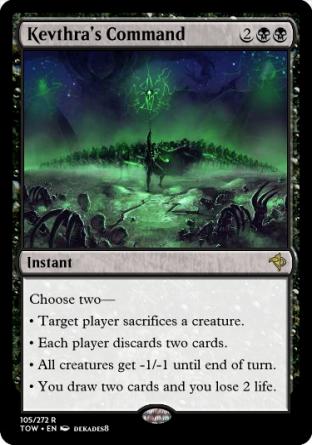 Kevthra's Command 2
Instant
Choose two—
• Target player sacrifices a creature.
• Each player discards two cards.
• All creatures get -1/-1 until end of turn.
• You draw two cards and you lose 2 life.
105/272 R
TOW • EN DEKADES8